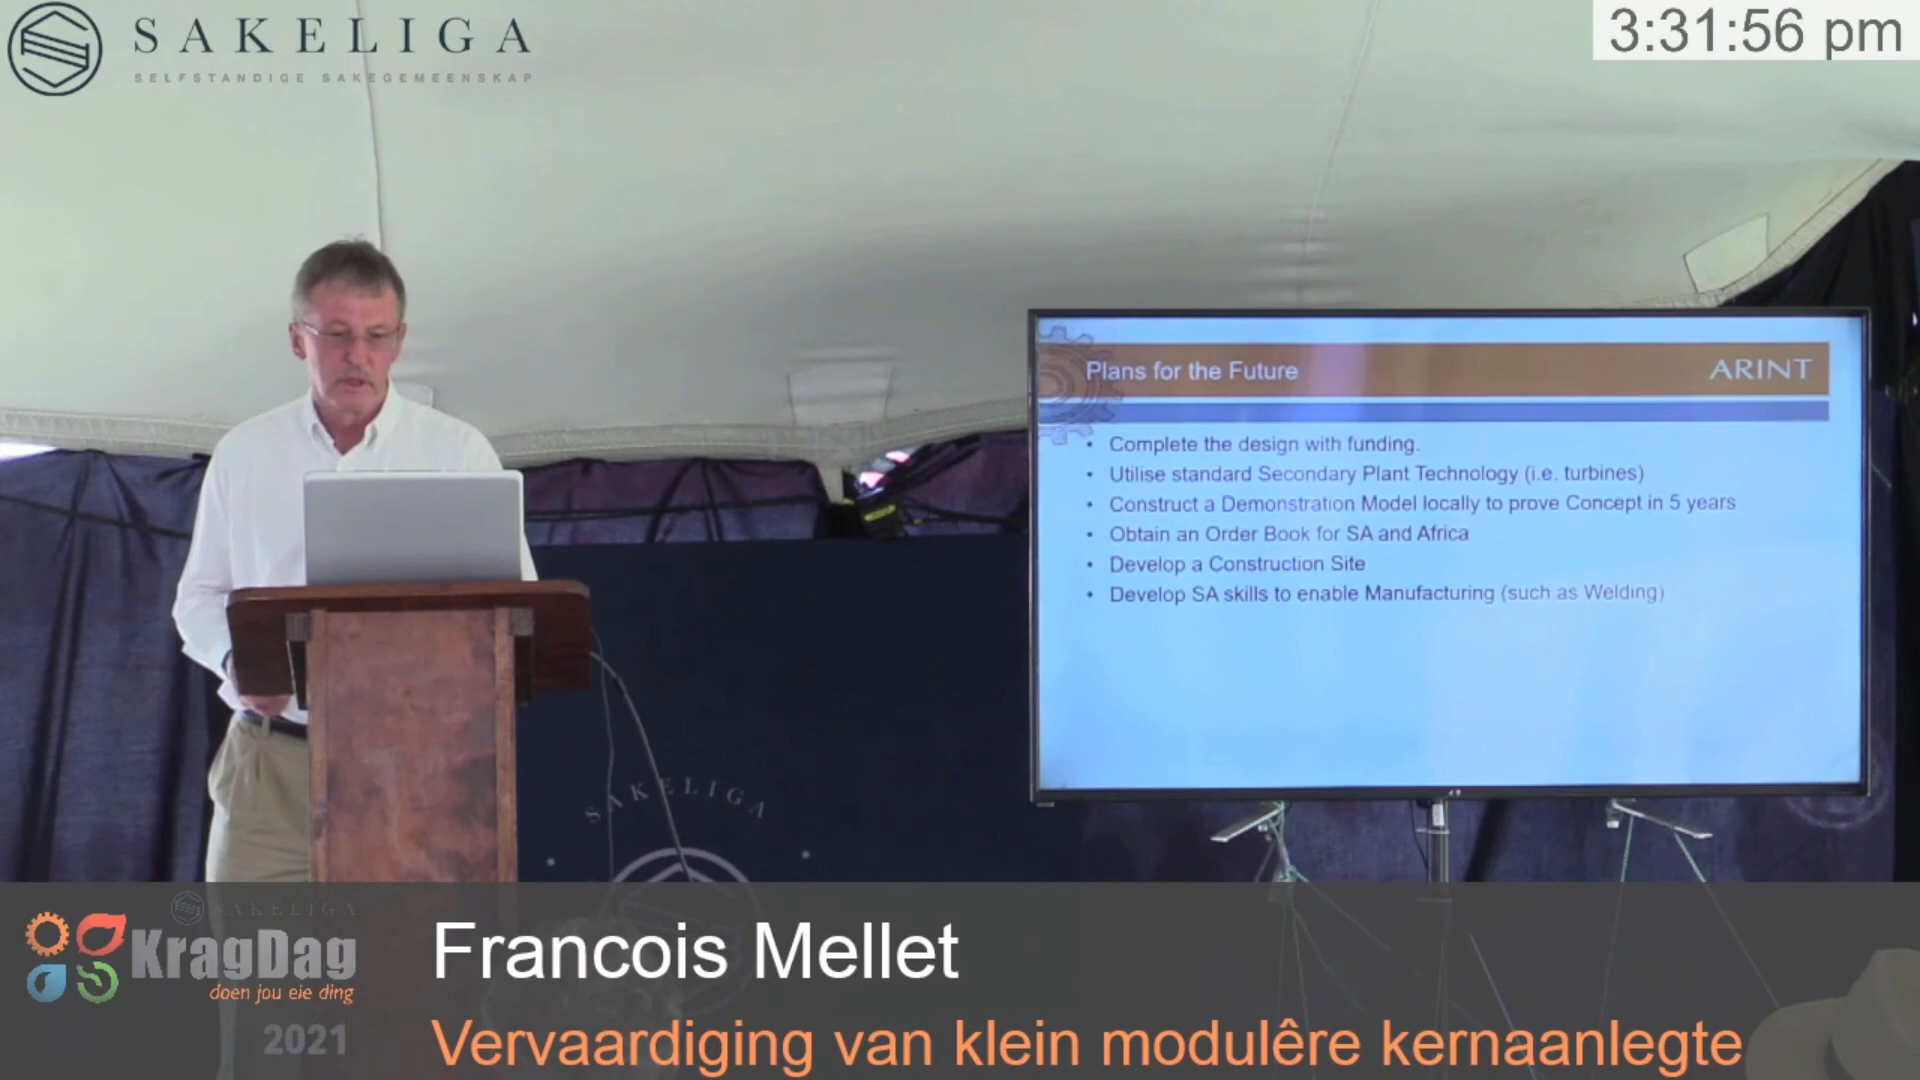 SAKELIGA
SELFSTANDIGE SAKEGEMEENSKAP
3:31:56 pm
Plans for the Future
ARINT
• Complete the design with funding.
• Utilise standard Secondary Plant Technology (i.e. turbines)
• Construct a Demonstration Model locally to prove Concept in 5 years
• Obtain an Order Book for SA and Africa
• Develop a Construction Site
• Develop SA skills to enable Manufacturing (such as Welding)
SAKELIGA
SAKELIGA
KragDag
doen jou eie ding
2021
Francois Mellet
Vervaardiging van klein modulêre kernaanlegte